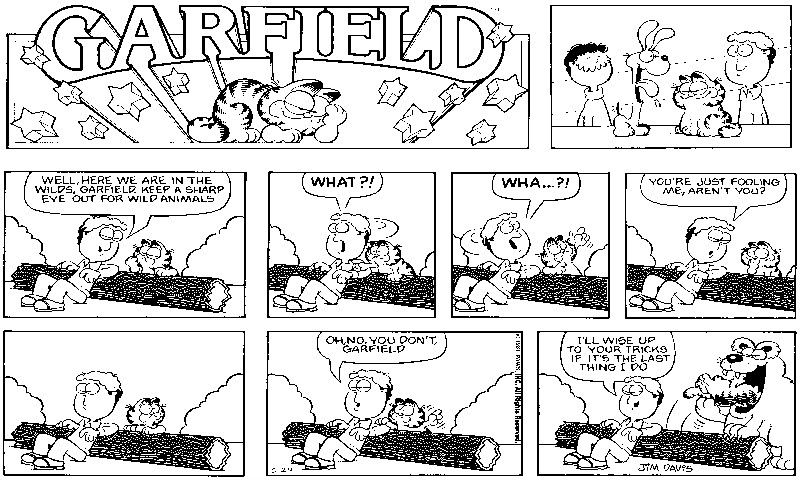 GARFIELD
WELL, HERE WE ARE IN THE
WILDS, GARFIELD. KEEP A SHARP
EYE OUT FOR WILD ANIMALS
WHAT?!
WHA...?!
YOU'RE JUST FOOLING
ME, AREN'T YOU?
OH, NO, YOU DON'T,
GARFIELD
I'LL WISE UP
TO YOUR TRICKS
IF IT'S THE LAST
THING I DO
JIM DAVIS